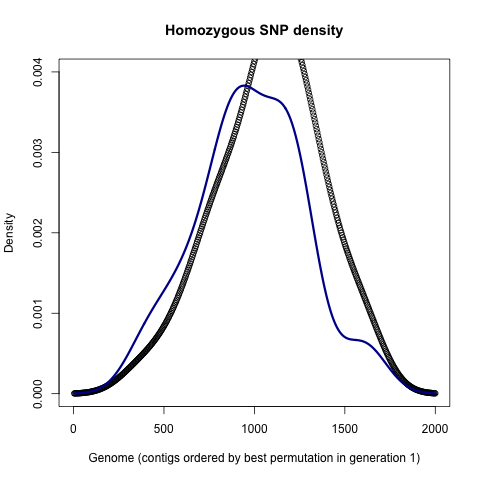 Homozygous SNP density
0.004
0.003
0.002
0.001
0.000
Density
0 500 1000 1500 2000
Genome (contigs ordered by best permutation in generation 1)